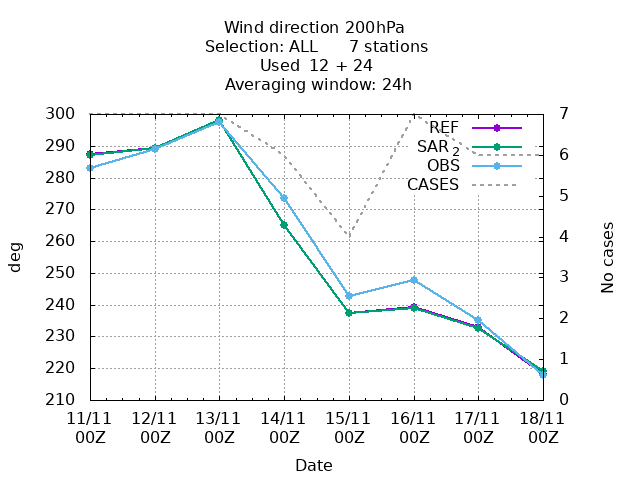 Wind direction 200hPa
Selection: ALL 7 stations
Used 12 + 24
Averaging window: 24h
300
290
280
270
260
250
240
230
220
210
deg
7
6
5
4
3
2
1
0
No cases
REF
SAR 2
OBS
CASES
11/11 12/11 13/11 14/11 15/11 16/11 17/11 18/11
00Z 00Z 00Z 00Z 00Z 00Z 00Z 00Z
Date